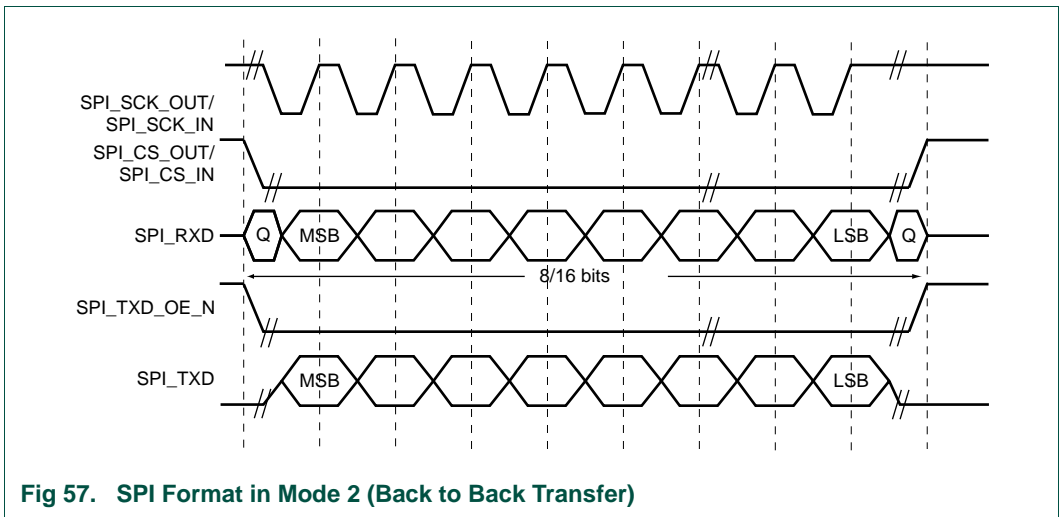 SPI_SCK_OUT/
SPI_SCK_IN
SPI_CS_OUT/
SPI_CS_IN
SPI_RXD
Q
MSB
LSB
Q
8/16 bits
SPI_TXD_OE_N
SPI_TXD
MSB
LSB
Fig 57. SPI Format in Mode 2 (Back to Back Transfer)